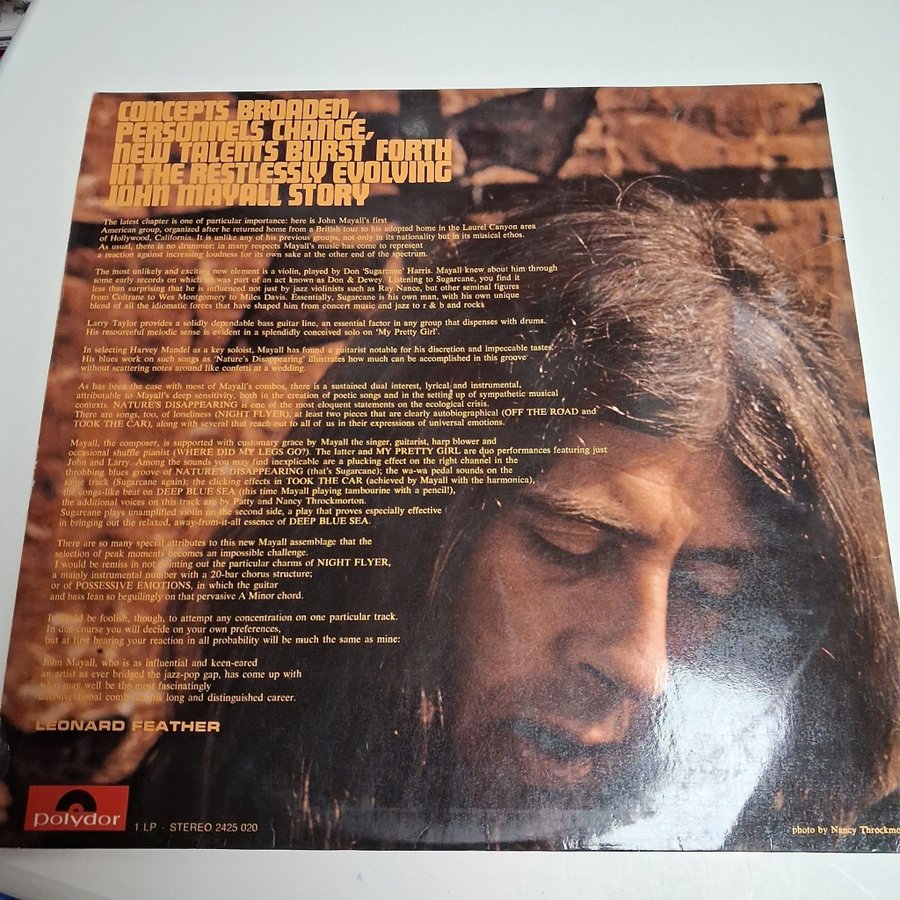 CONCEPTS BROADEN,
PERSONNELS CHANGE,
NEW TALENTS BURST FORTH
IN THE RESTLESSLY EVOLVING
JOHN MAYALL STORY
The latest chapter is one of particular importance: here is John Mayall's first
American group, organized after he returned home from a British tour to his adopted home in the Laurel Canyon area
of Hollywood, California. It is unlike any of his previous groups, not only in its nationality but in its musical ethos.
As usual, there is no drummer; in many respects Mayall's music has come to represent
a reaction against increasing loudness for its own sake at the other end of the spectrum.
The most unlikely and exciting new element is a violin, played by Don 'Sugarcane' Harris. Mayall knew about him through
some early records on which he was part of an act known as Don & Dewey. Listening to Sugarcane, you find it
less than surprising that he is influenced not just by jazz violinists such as Ray Nance, but other seminal figures
from Coltrane to Wes Montgomery to Miles Davis. Essentially, Sugarcane is his own man, with his own unique
blend of all the idiomatic forces that have shaped him from concert music and jazz to r & b and rock.
Larry Taylor provides a solidly dependable bass guitar line, an essential factor in any group that dispenses with drums.
His resourceful melodic sense is evident in a splendidly conceived solo on 'My Pretty Girl'.
In selecting Harvey Mandel as a key soloist, Mayall has found a guitarist notable for his discretion and impeccable taste.
His blues work on such songs as 'Nature's Disappearing' illustrates how much can be accomplished in this groove
without scattering notes around like confetti at a wedding.
As has been the case with most of Mayall's combos, there is a sustained dual interest, lyrical and instrumental,
attributable to Mayall's deep sensitivity, both in the creation of poetic songs and in the setting up of sympathetic musical
contexts. NATURE'S DISAPPEARING is one of the most eloquent statements on the ecological crisis.
There are songs, too, of loneliness (NIGHT FLYER), at least two pieces that are clearly autobiographical (OFF THE ROAD and
TOOK THE CAR), along with several that reach out to all of us in their expressions of universal emotions.
Mayall, the composer, is supported with customary grace by Mayall the singer, guitarist, harp blower and
occasional shuffle pianist (WHERE DID MY LEGS GO?). The latter and MY PRETTY GIRL are duo performances featuring just
John and Larry. Among the sounds you may find inexplicable are a plucking effect on the right channel in the
throbbing blues groove of NATURE'S DISAPPEARING (that's Sugarcane); the wa-wa pedal sounds on the
same track (Sugarcane again); the clicking effects in TOOK THE CAR (achieved by Mayall with the harmonica),
the conga-like beat on DEEP BLUE SEA (this time Mayall playing tambourine with a pencil!),
the additional voices on this track are by Patty and Nancy Throckmorton.
Sugarcane plays unamplified violin on the second side, a play that proves especially effective
in bringing out the relaxed, away-from-it-all essence of DEEP BLUE SEA.
There are so many special attributes to this new Mayall assemblage that the
selection of peak moments becomes an impossible challenge.
I would be remiss in not pointing out the particular charms of NIGHT FLYER,
a mainly instrumental number with a 20-bar chorus structure;
or of POSSESSIVE EMOTIONS, in which the guitar
and bass lean so beguilingly on that pervasive A Minor chord.
It would be foolish, though, to attempt any concentration on one particular track.
In due course you will decide on your own preferences,
but at first hearing your reaction in all probability will be much the same as mine:
John Mayall, who is as influential and keen-eared
an artist as ever bridged the jazz-pop gap, has come up with
what may well be the most fascinatingly
unconventional combo of his long and distinguished career.
LEONARD FEATHER
polydor
1 LP · STEREO 2425 020
photo by Nancy Throckmo